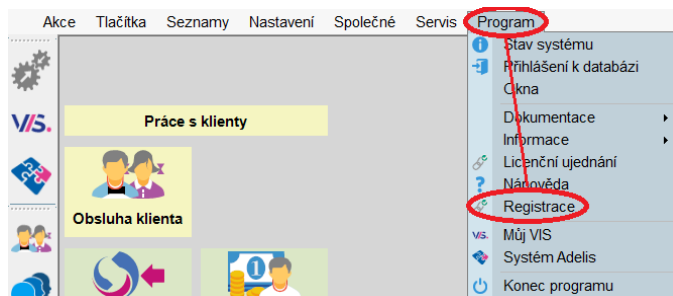 Akce Tlačítka Seznamy Nastavení Společné Servis Program
Stav systému
Přihlášení k databázi
Okna
VIS.
Práce s klienty
Dokumentace
Informace
Licenční ujednání
Nápověda
Obsluha klienta
Registrace
VIS. Můj VIS
Systém Adelis
Konec programu